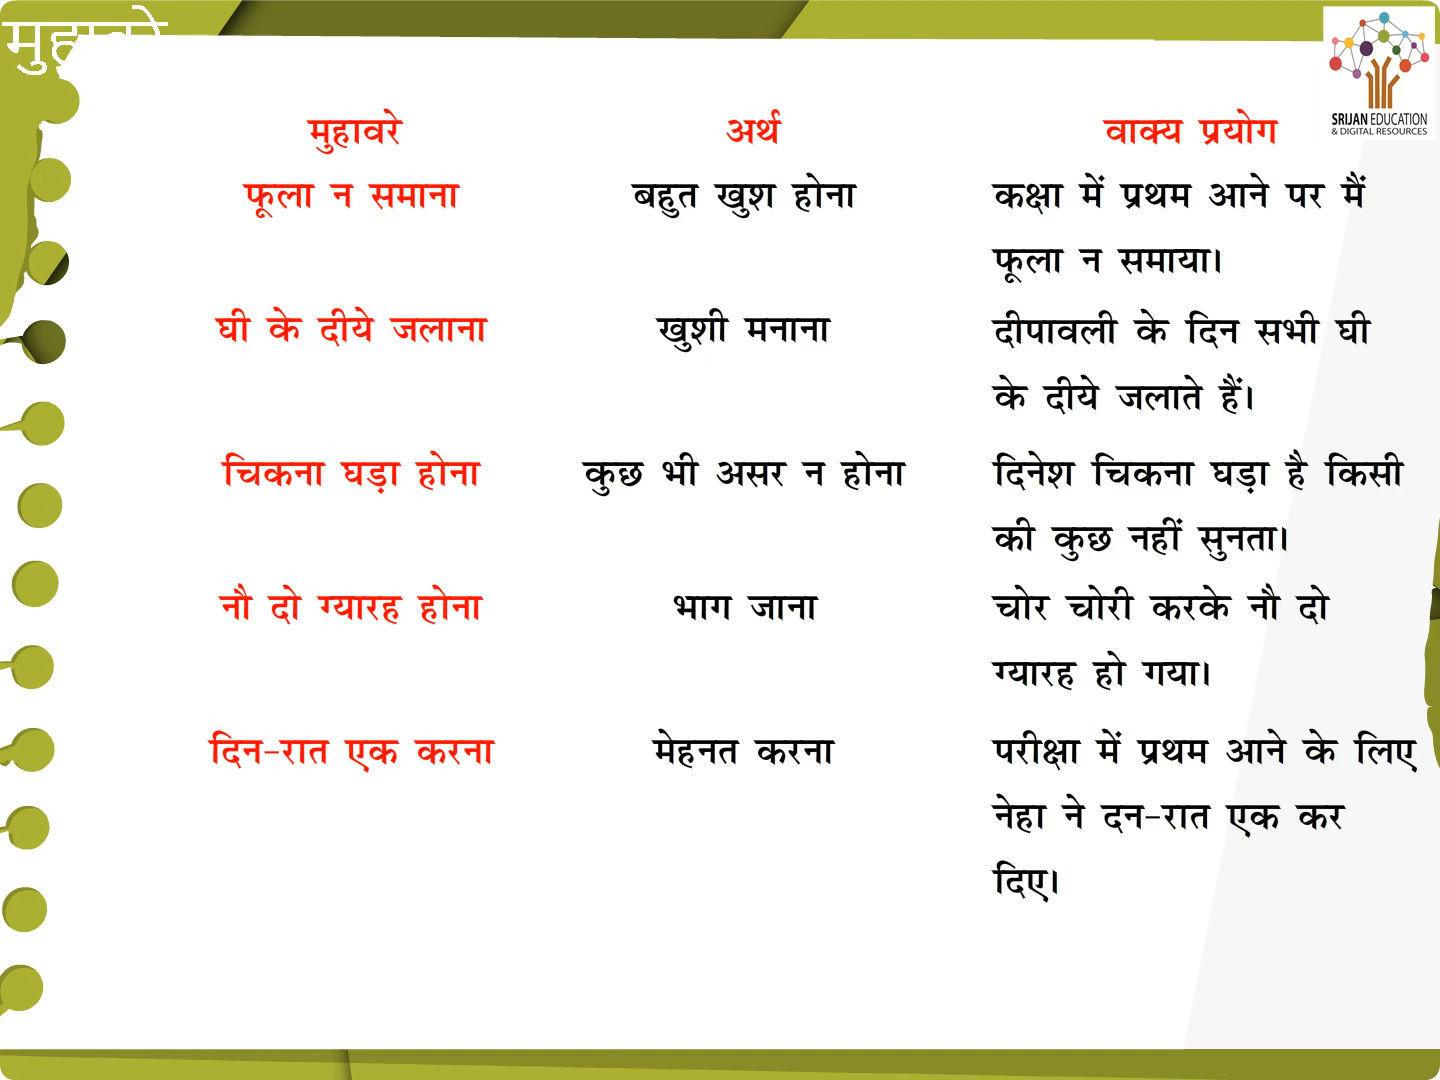 मुहावरे
SRIJAN EDUCATION
& DIGITAL RESOURCES
मुहावरे अर्थ वाक्य प्रयोग
फूला न समाना बहुत खुश होना कक्षा में प्रथम आने पर मैं
फूला न समाया।
घी के दीये जलाना खुशी मनाना दीपावली के दिन सभी घी
के दीये जलाते हैं।
चिकना घड़ा होना कुछ भी असर न होना दिनेश चिकना घड़ा है किसी
की कुछ नहीं सुनता।
नौ दो ग्यारह होना भाग जाना चोर चोरी करके नौ दो
ग्यारह हो गया।
दिन-रात एक करना मेहनत करना परीक्षा में प्रथम आने के लिए
नेहा ने दन-रात एक कर
दिए।